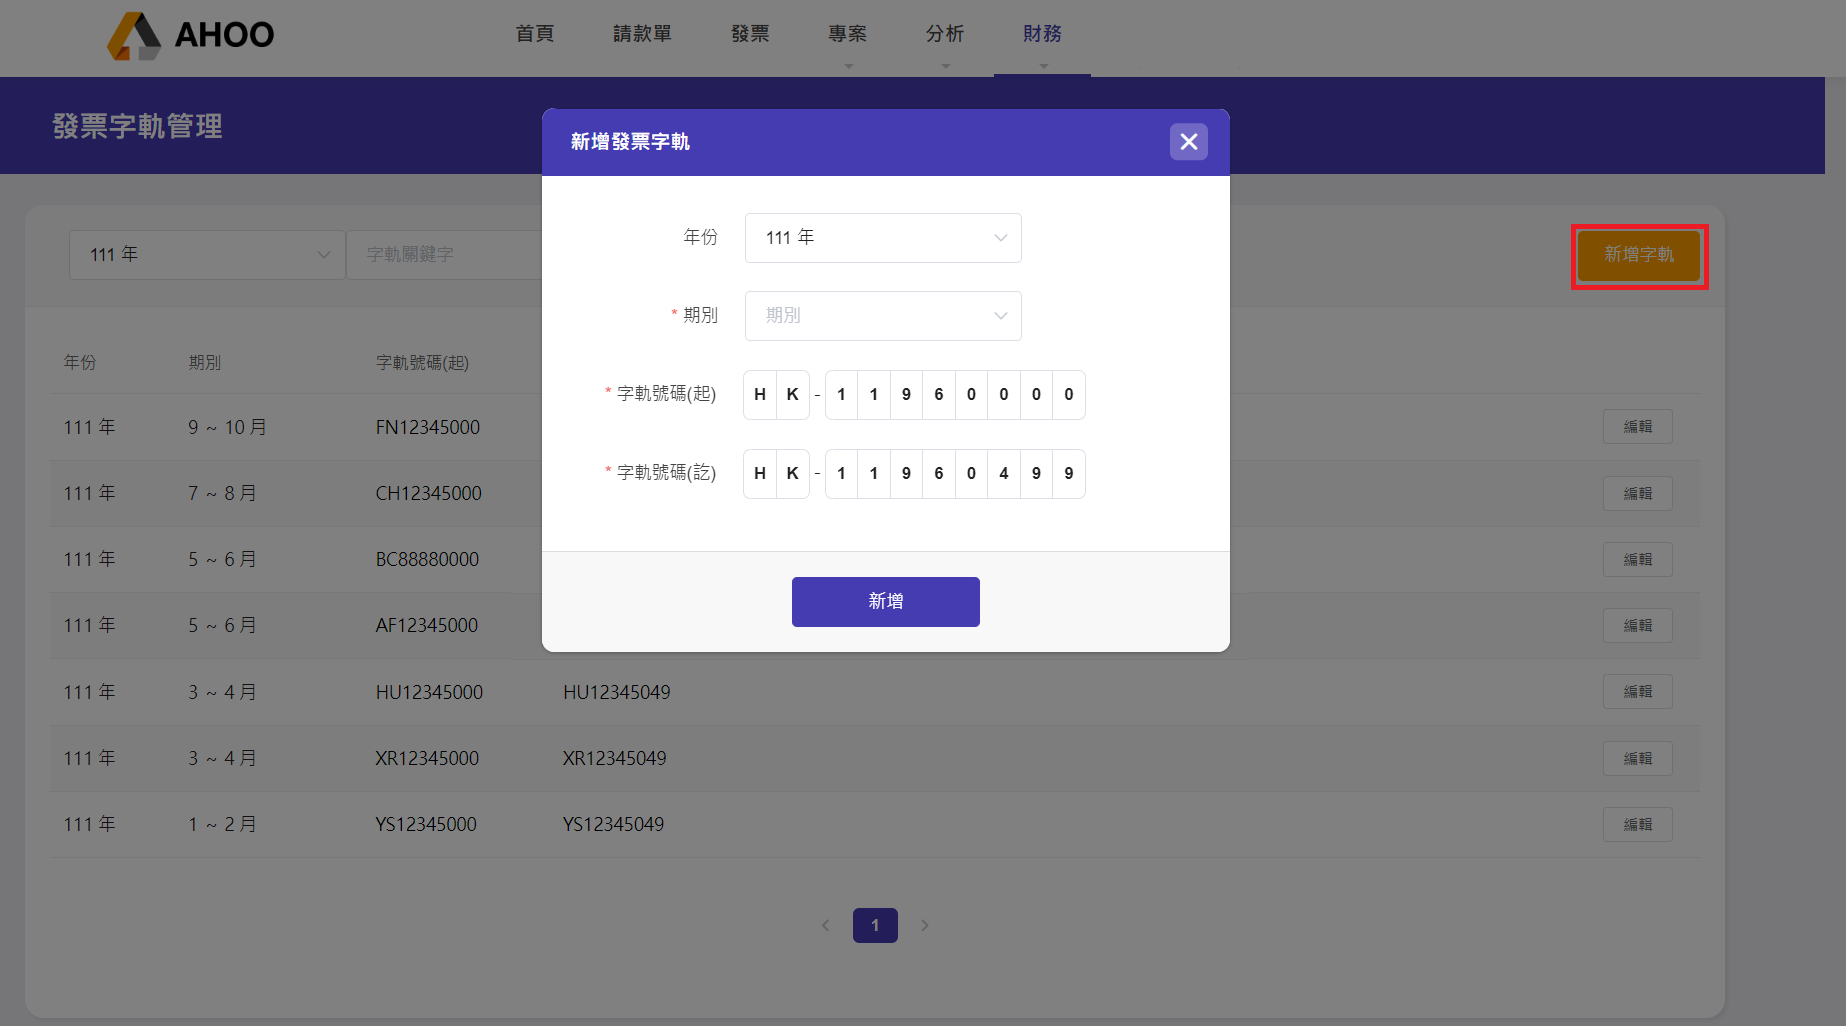 AHOO
首頁 請款單 發票 專案 分析 財務
發票字軌管理
新增發票字軌
111 年 字軌關鍵字 新增字軌
年份 111 年
* 期別 期別
* 字軌號碼(起) H K - 1 1 9 6 0 0 0 0
* 字軌號碼(訖) H K - 1 1 9 6 0 4 9 9
新增
年份 期別 字軌號碼(起)
111 年 9 ~ 10 月 FN12345000 編輯
111 年 7 ~ 8 月 CH12345000 編輯
111 年 5 ~ 6 月 BC88880000 編輯
111 年 5 ~ 6 月 AF12345000 編輯
111 年 3 ~ 4 月 HU12345000 HU12345049 編輯
111 年 3 ~ 4 月 XR12345000 XR12345049 編輯
111 年 1 ~ 2 月 YS12345000 YS12345049 編輯
1